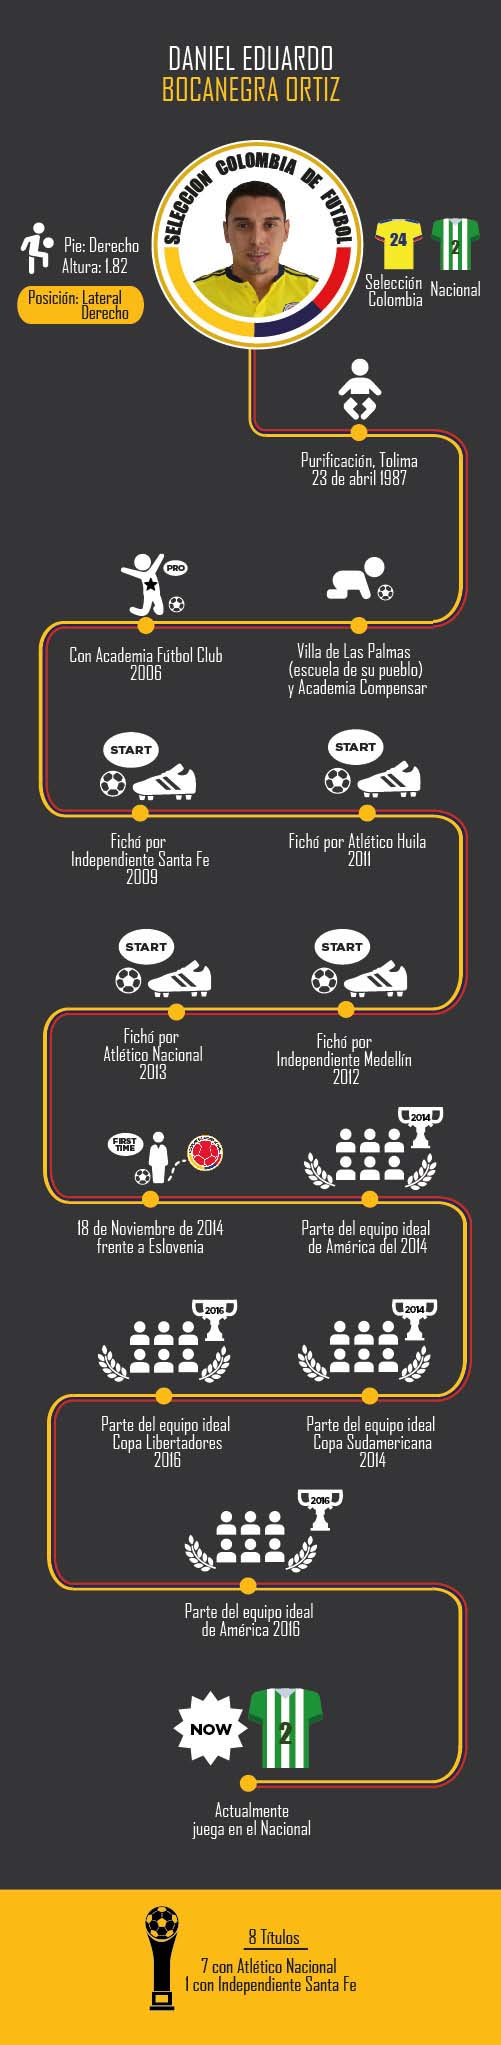 DANIEL EDUARDO
BOCANEGRA ORTIZ
SELECCION COLOMBIA DE FUTBOL
Pie: Derecho
Altura: 1.82
Posición: Lateral
Derecho
24
2
Selección
Colombia
Nacional
Purificación, Tolima
23 de abril 1987
PRO
Con Academia Fútbol Club
2006
Villa de Las Palmas
(escuela de su pueblo)
y Academia Compensar
START
START
Fichó por
Independiente Santa Fe
2009
Fichó por Atlético Huila
2011
START
START
Fichó por
Atlético Nacional
2013
Fichó por
Independiente Medellín
2012
FIRST
TIME
2014
18 de Noviembre de 2014
frente a Eslovenia
Parte del equipo ideal
de América del 2014
2016
2014
Parte del equipo ideal
Copa Libertadores
2016
Parte del equipo ideal
Copa Sudamericana
2014
2016
Parte del equipo ideal
de América 2016
NOW
2
Actualmente
juega en el Nacional
8 Títulos
7 con Atlético Nacional
1 con Independiente Santa Fe